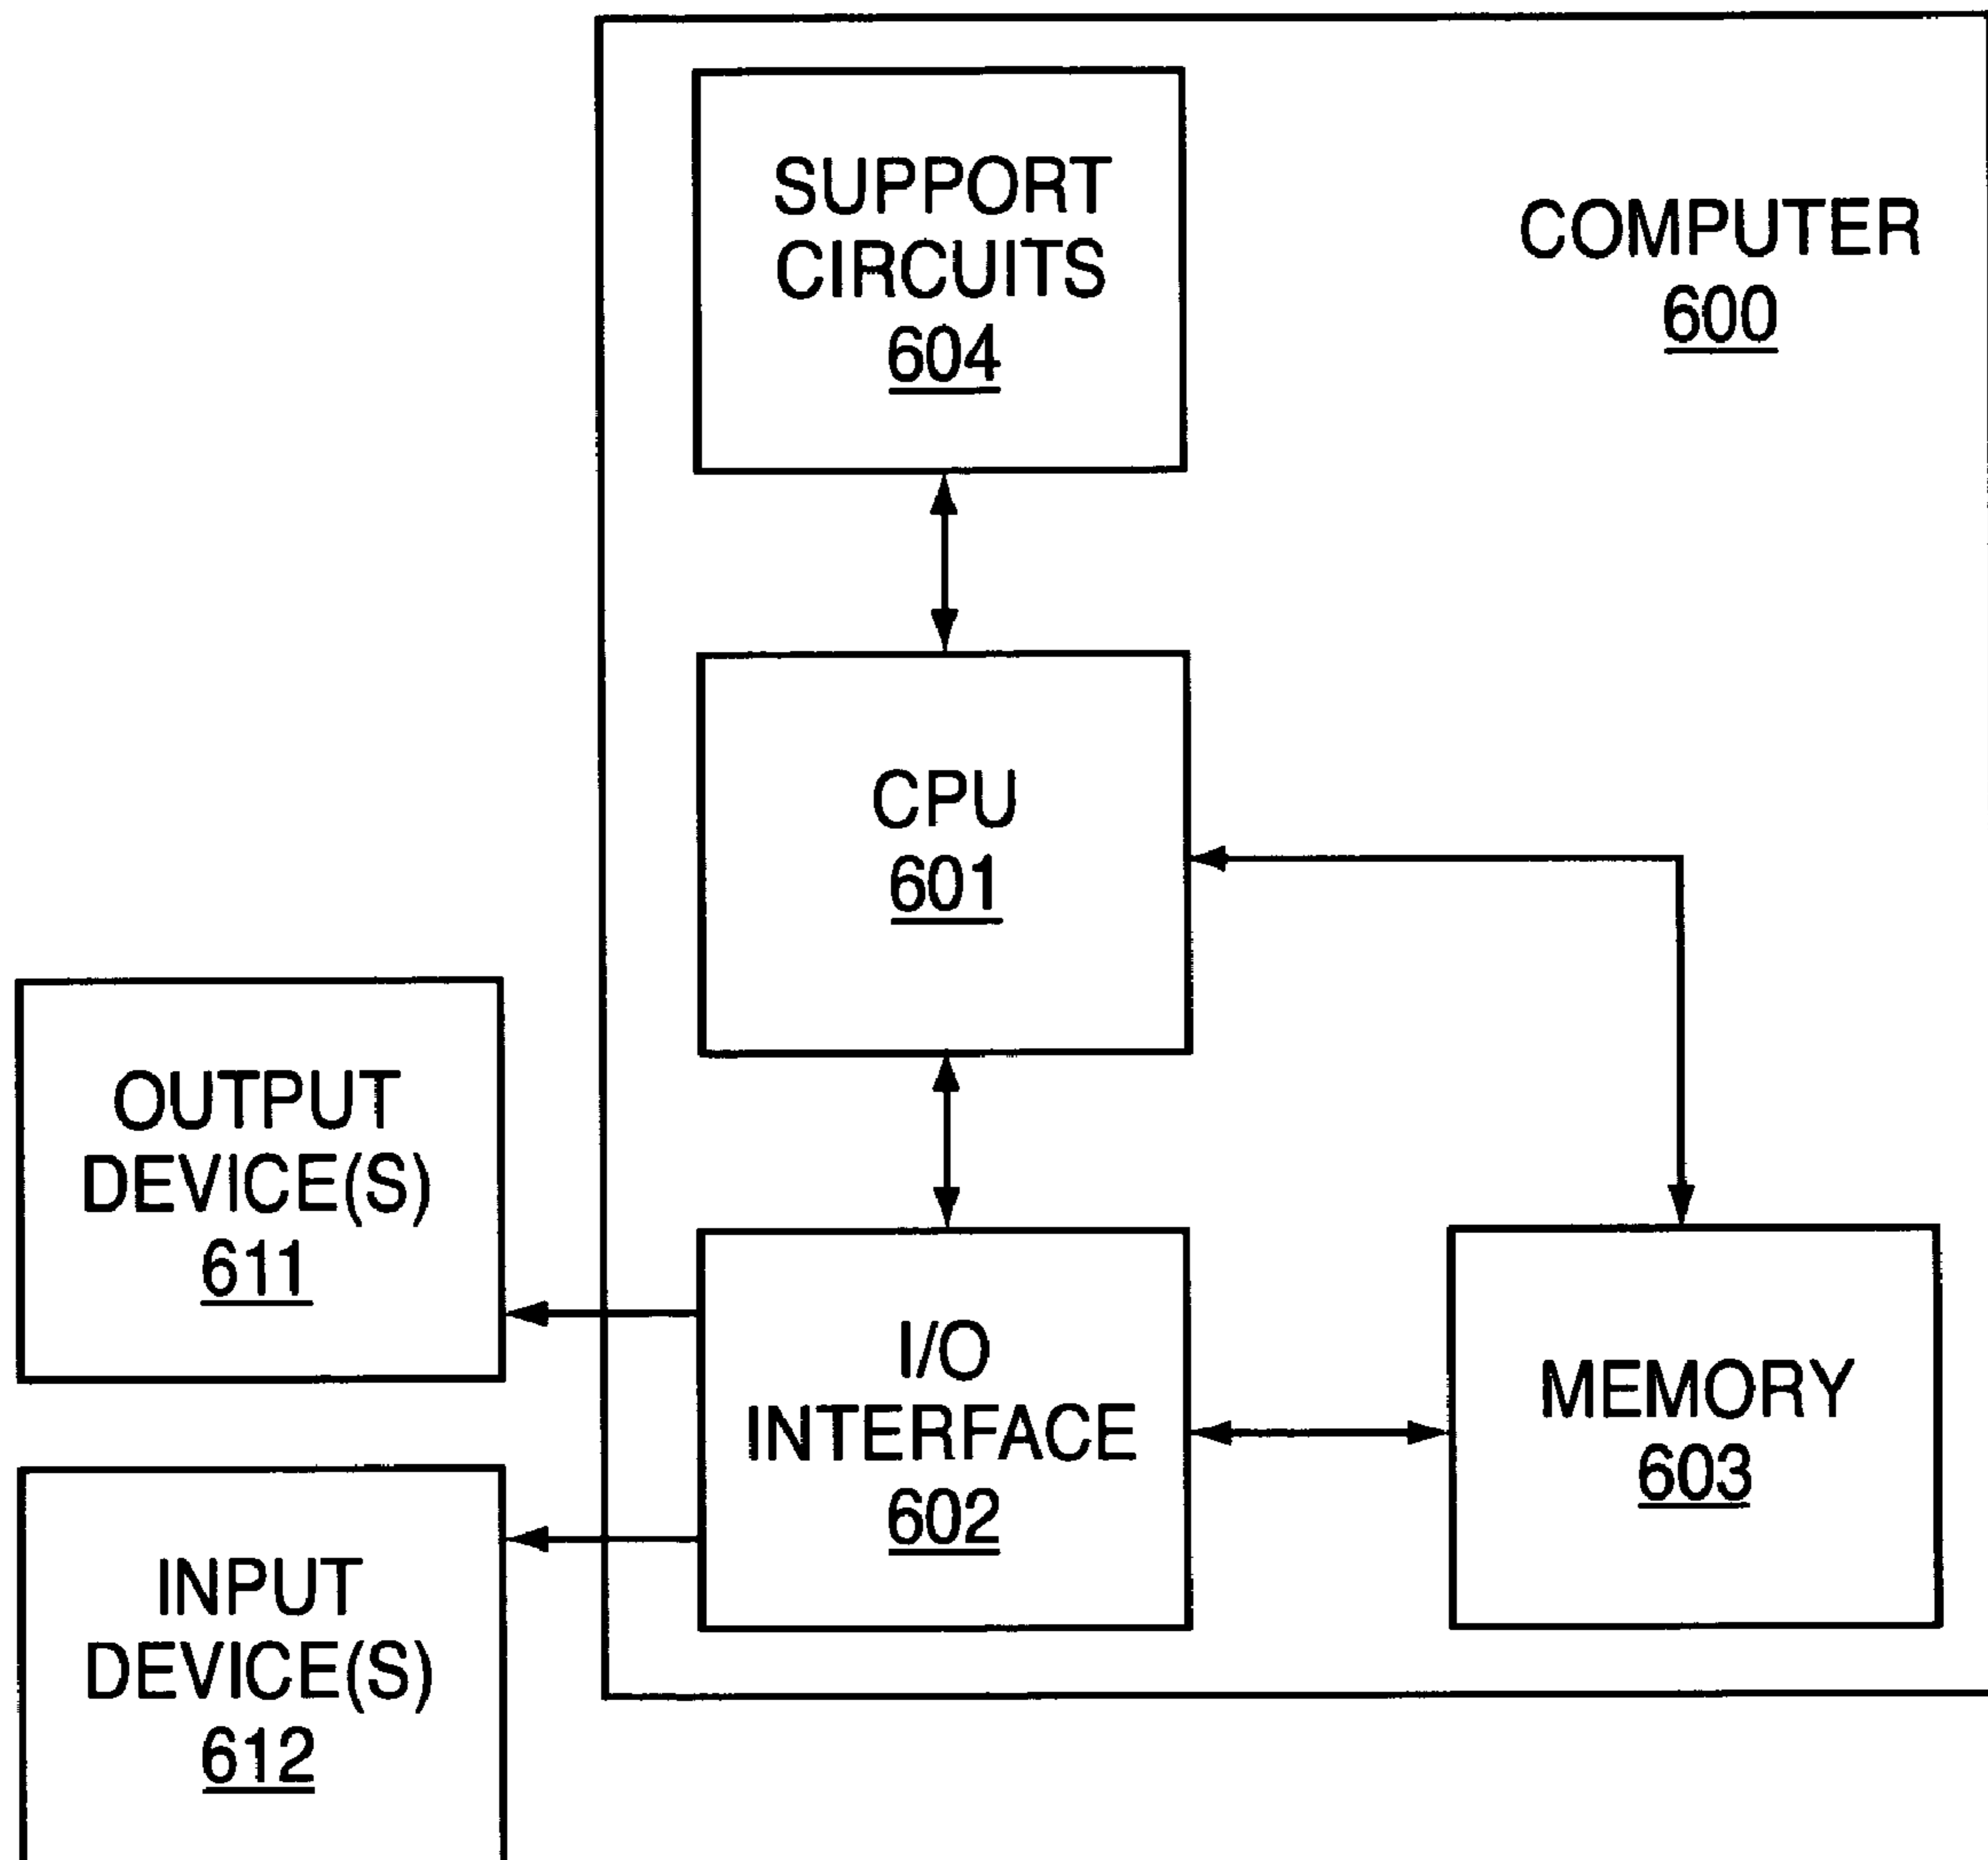 SUPPORT
CIRCUITS
604
COMPUTER
600
CPU
601
OUTPUT
DEVICE(S)
611
I/O
INTERFACE
602
MEMORY
603
INPUT
DEVICE(S)
612